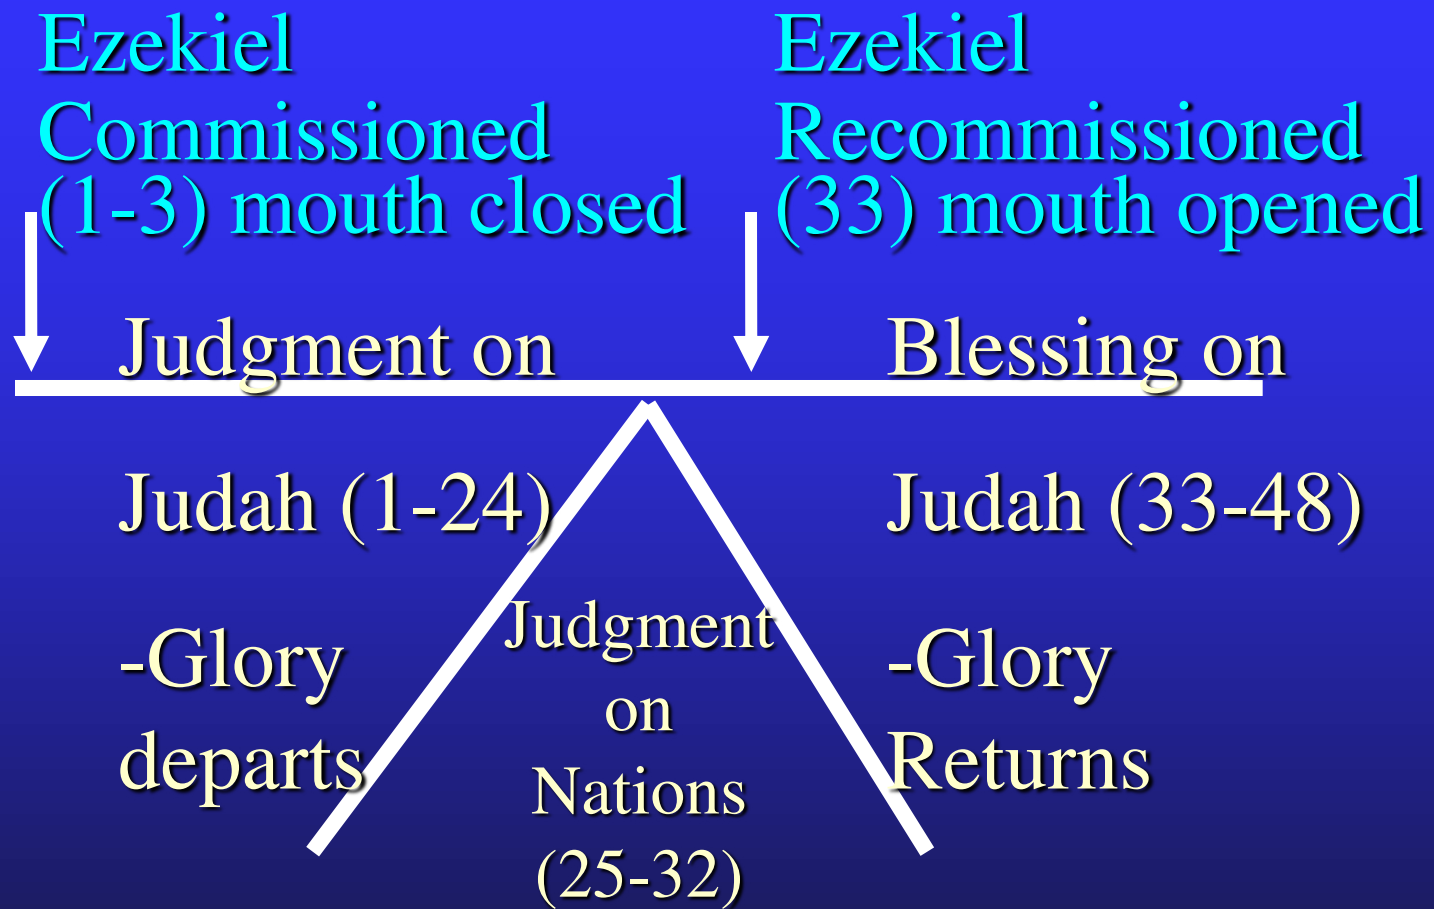 Ezekiel
Commissioned
(1-3) mouth closed
Ezekiel
Recommissioned
(33) mouth opened
Judgment on
Judah (1-24)
-Glory
departs
Judgment
on
Nations
(25-32)
Blessing on
Judah (33-48)
-Glory
Returns